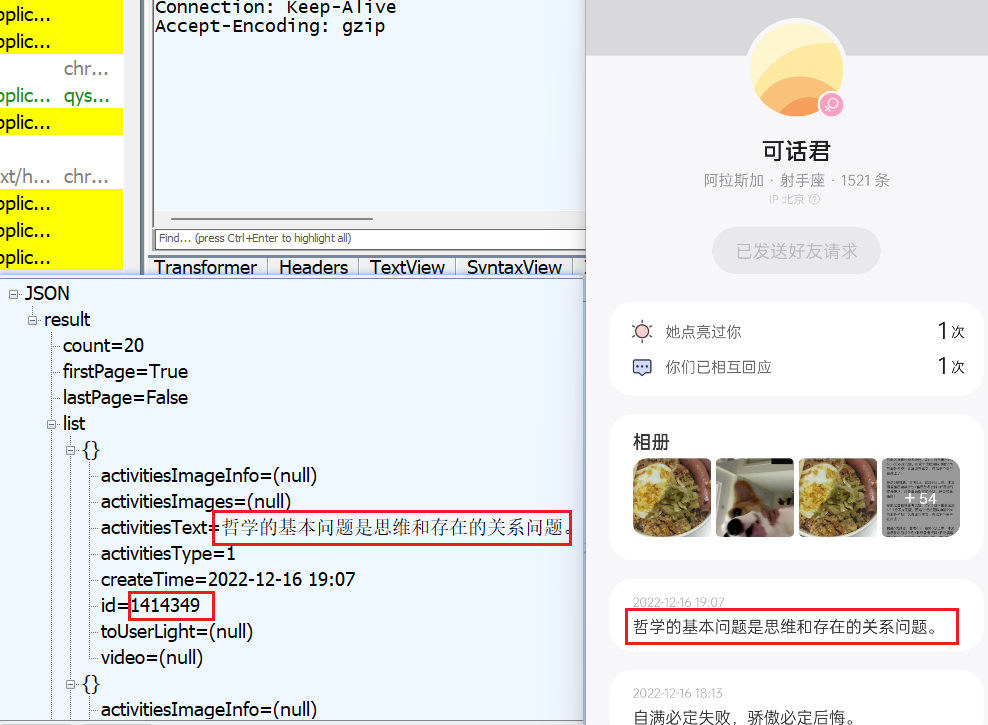 pplic...
pplic...
chr...
pplic... qys...
pplic...
xt/h... chr...
pplic...
pplic...
pplic...
Connection: Keep-Alive
Accept-Encoding: gzip
Find... (press Ctrl+Enter to highlight all)
Transformer Headers TextView SyntaxView
JSON
result
count=20
firstPage=True
lastPage=False
list
{}
activitiesImageInfo=(null)
activitiesImages=(null)
activitiesText=哲学的基本问题是思维和存在的关系问题。
activitiesType=1
createTime=2022-12-16 19:07
id=1414349
toUserLight=(null)
video=(null)
{}
activitiesImageInfo=(null)
可话君
阿拉斯加 · 射手座 · 1521 条
IP 北京 ?
已发送好友请求
她点亮过你 1次
你们已相互回应 1次
相册
+54
2022-12-16 19:07
哲学的基本问题是思维和存在的关系问题。
2022-12-16 18:13
自满必定失败，骄傲必定后悔。